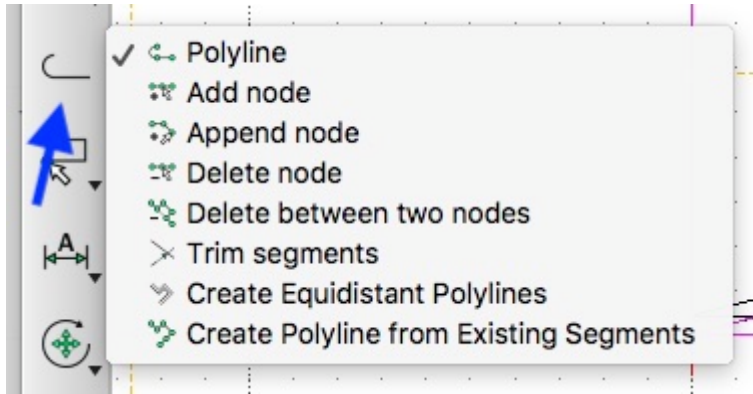 Polyline
Add node
Append node
Delete node
Delete between two nodes
Trim segments
Create Equidistant Polylines
Create Polyline from Existing Segments
A